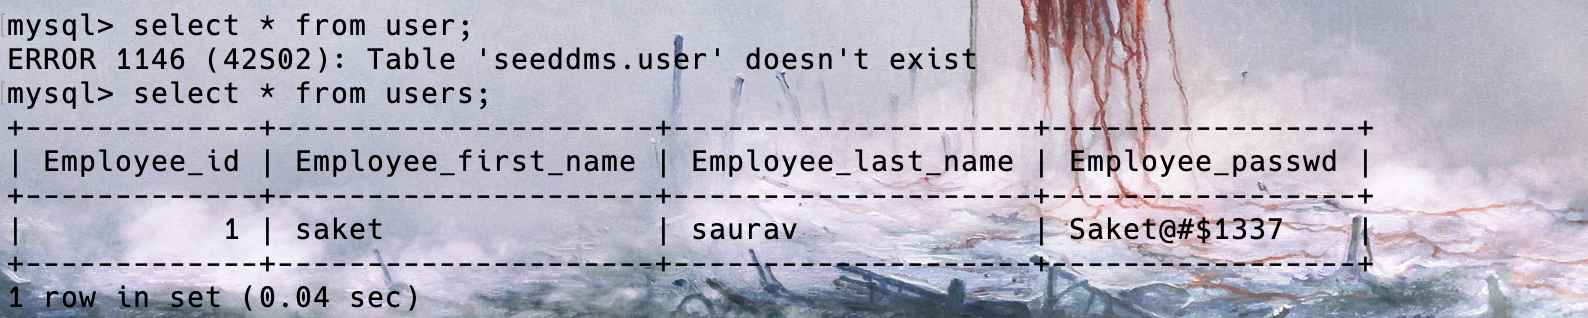 mysql> select * from user;
ERROR 1146 (42S02): Table 'seeddms.user' doesn't exist
mysql> select * from users;
+-------------+---------------------+--------------------+-----------------+
| Employee_id | Employee_first_name | Employee_last_name | Employee_passwd |
+-------------+---------------------+--------------------+-----------------+
|           1 | saket               | saurav             | Saket@#$1337    |
+-------------+---------------------+--------------------+-----------------+
1 row in set (0.04 sec)